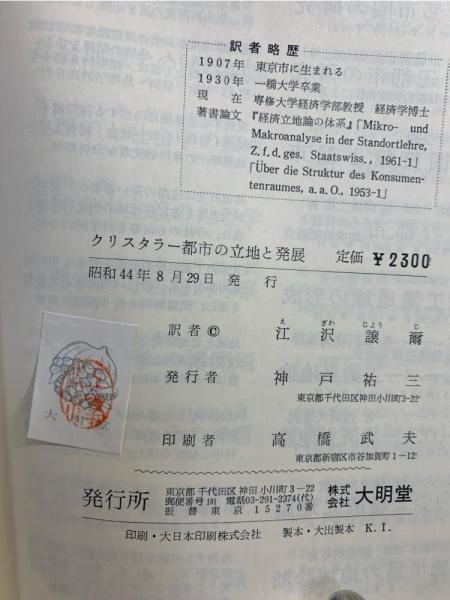 訳者略歴
1907年 東京市に生まれる
1930年 一橋大学卒業
現在 専修大学経済学部教授 経済学博士
著書論文 『経済立地論の体系』「Mikro- und
Makroanalyse in der Standortlehre,
Z.f.d.ges. Staatswiss., 1961-1」
「Über die Struktur des Konsumen-
tenraumes, a.a.O., 1953-1」
クリスタラー都市の立地と発展 定価 ¥2300
昭和44年8月29日 発行
え ざわ じょう じ
訳者© 江沢譲爾
発行者 神戸祐三
東京都千代田区神田小川町3-22
印刷者 高橋武夫
東京都新宿区市谷加賀町1-12
発行所 東京都千代田区神田小川町3-22 株式会社 大明堂
郵便番号101 電話03-291-2374(代)
振替東京15270番
印刷・大日本印刷株式会社 製本・大出製本 K.I.